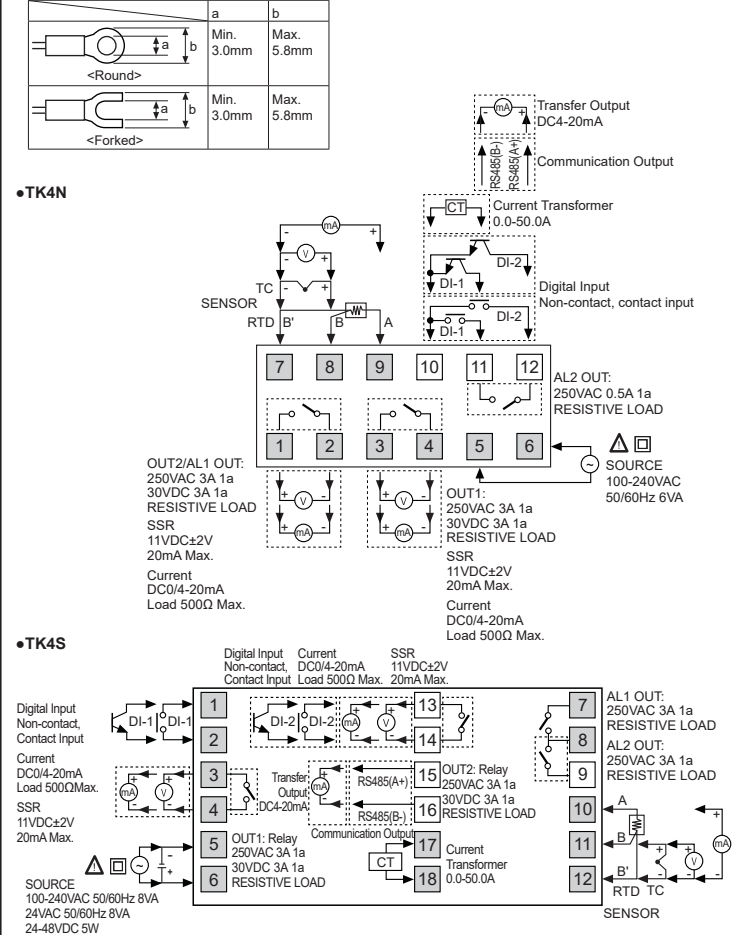 a b
Min.
3.0mm
Max.
5.8mm
a b
<Round>
Min.
3.0mm
Max.
5.8mm
a b
<Forked>
- mA +
Transfer Output
DC4-20mA
RS485(B-)
RS485(A+)
Communication Output
●TK4N
CT
Current Transformer
0.0-50.0A
DI-2
DI-1
DI-2
DI-1
Digital Input
Non-contact, contact input
- mA +
- V +
TC - +
SENSOR
RTD B' B A
7 8 9 10 11 12
AL2 OUT:
250VAC 0.5A 1a
RESISTIVE LOAD
1 2 3 4 5 6
SOURCE
100-240VAC
50/60Hz 6VA
OUT2/AL1 OUT:
250VAC 3A 1a
30VDC 3A 1a
RESISTIVE LOAD
SSR
11VDC±2V
20mA Max.
Current
DC0/4-20mA
Load 500Ω Max.
+ V -
+ mA -
+ V -
+ mA -
OUT1:
250VAC 3A 1a
30VDC 3A 1a
RESISTIVE LOAD
SSR
11VDC±2V
20mA Max.
Current
DC0/4-20mA
Load 500Ω Max.
●TK4S
Digital Input
Non-contact,
Contact Input
Current
DC0/4-20mA
Load 500Ω Max.
SSR
11VDC±2V
20mA Max.
Digital Input
Non-contact,
Contact Input
DI-1 DI-1
1
2
DI-2 DI-2
mA + -
V + -
13
14
7
8
9
AL1 OUT:
250VAC 3A 1a
RESISTIVE LOAD
AL2 OUT:
250VAC 3A 1a
RESISTIVE LOAD
Current
DC0/4-20mA
Load 500ΩMax.
SSR
11VDC±2V
20mA Max.
mA + -
V + -
3
4
Transfer
Output
DC4-20mA
mA + -
RS485(A+)
RS485(B-)
Communication Output
15
16
OUT2: Relay
250VAC 3A 1a
30VDC 3A 1a
RESISTIVE LOAD
SOURCE
100-240VAC 50/60Hz 8VA
24VAC 50/60Hz 8VA
24-48VDC 5W
- +
5
6
OUT1: Relay
250VAC 3A 1a
30VDC 3A 1a
RESISTIVE LOAD
CT
17
18
Current
Transformer
0.0-50.0A
10
11
12
A
B
B'
RTD TC
+ -
V + -
mA + -
SENSOR